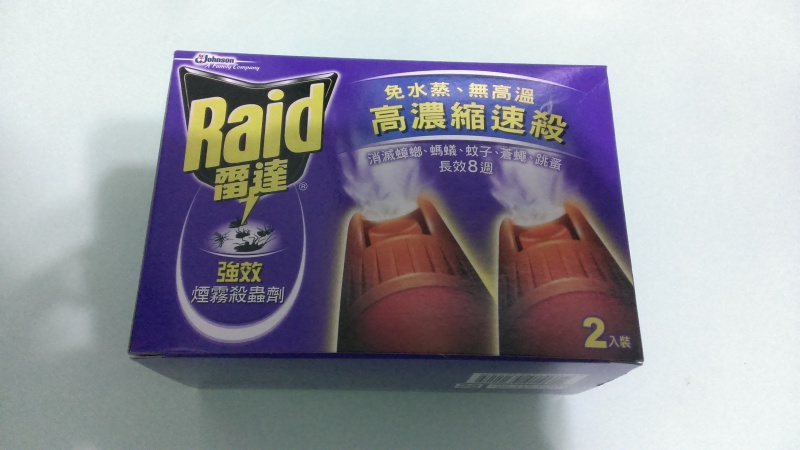 Johnson
A Family Company
Raid
雷達
®
強效
煙霧殺蟲劑
免水蒸、無高溫
高濃縮速殺
消滅蟑螂、螞蟻、蚊子、蒼蠅、跳蚤
長效8週
2入裝